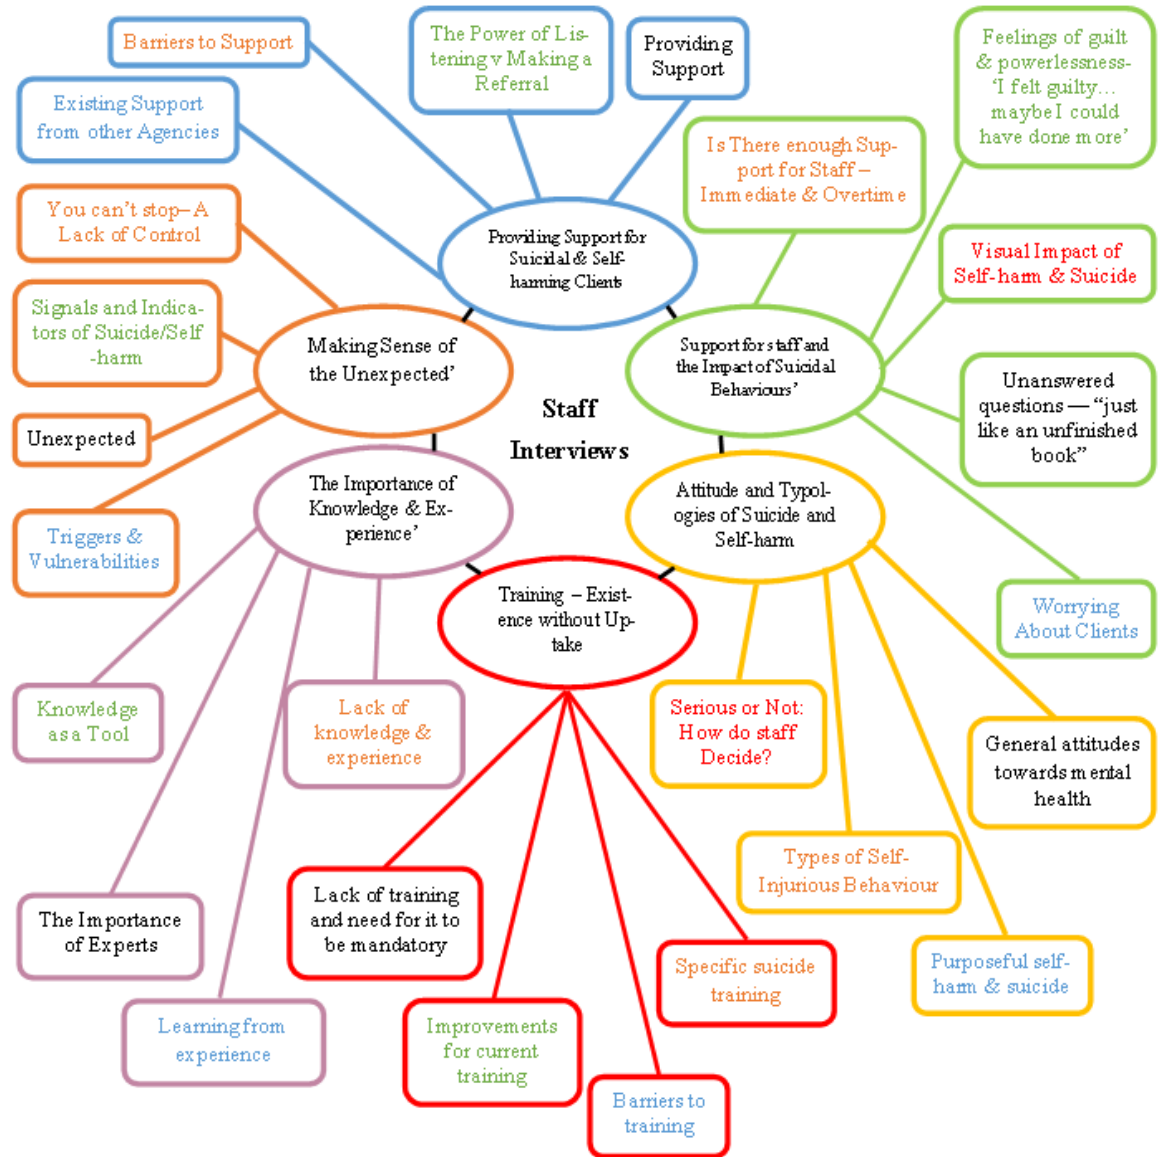 Barriers to Support
The Power of Lis-
tening v Making a
Referral
Providing
Support
Feelings of guilt
& powerlessness-
‘I felt guilty…
maybe I could
have done more’
Existing Support
from other Agencies
Is There enough Sup-
port for Staff –
Immediate & Overtime
You can’t stop– A
Lack of Control
Providing Support for
Suicidal & Self-
harming Clients
Visual Impact of
Self-harm & Suicide
Signals and Indica-
tors of Suicide/Self
-harm
Making Sense of
the Unexpected’
Support for staff and
the Impact of Suicidal
Behaviours’
Unanswered
questions — “just
like an unfinished
book”
Staff
Interviews
Unexpected
The Importance of
Knowledge & Ex-
perience’
Attitude and Typol-
ogies of Suicide and
Self-harm
Triggers &
Vulnerabilities
Training – Exist-
ence without Up-
take
Worrying
About Clients
Knowledge
as a Tool
Lack of
knowledge &
experience
Serious or Not:
How do staff
Decide?
General attitudes
towards mental
health
Types of Self-
Injurious Behaviour
The Importance
of Experts
Lack of training
and need for it to
be mandatory
Specific suicide
training
Purposeful self-
harm & suicide
Learning from
experience
Improvements
for current
training
Barriers to
training